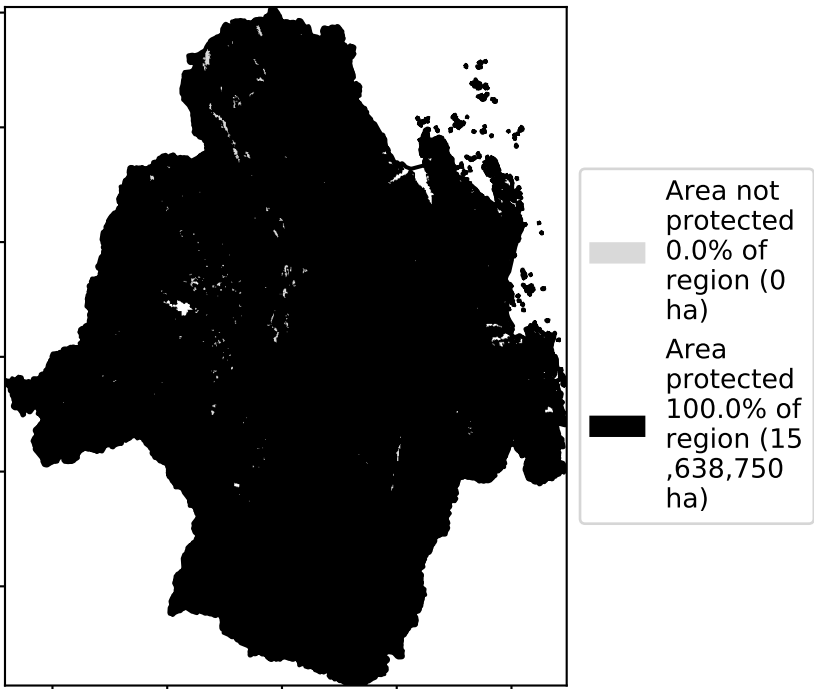 Area not
protected
0.0% of
region (0
ha)
Area
protected
100.0% of
region (15
,638,750
ha)